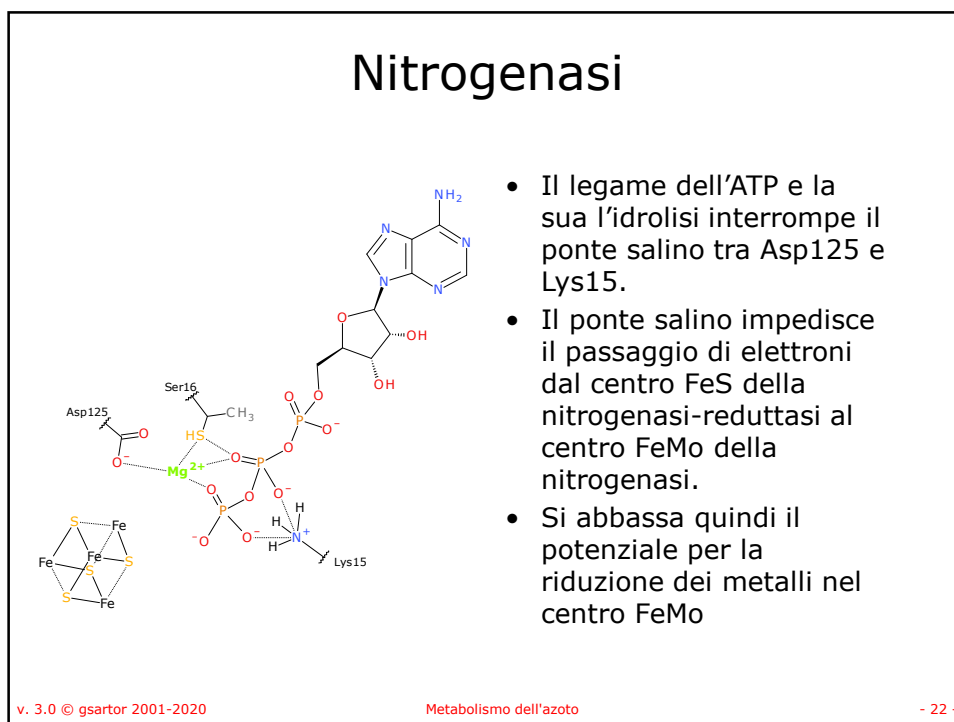 Nitrogenasi
• Il legame dell'ATP e la
sua l'idrolisi interrompe il
ponte salino tra Asp125 e
Lys15.
• Il ponte salino impedisce
il passaggio di elettroni
dal centro FeS della
nitrogenasi-reduttasi al
centro FeMo della
nitrogenasi.
• Si abbassa quindi il
potenziale per la
riduzione dei metalli nel
centro FeMo
NH₂
N
N
N
N
O
OH
OH
O
O
P
O⁻
O
Ser16
CH₃
HS
Asp125
O
O⁻
Mg²⁺
O
P
O⁻
O
O
P
⁻O
O⁻
H
H
H
N⁺
Lys15
S
Fe
Fe
Fe
S
S
S
Fe
v. 3.0 © gsartor 2001-2020
Metabolismo dell'azoto
- 22 -